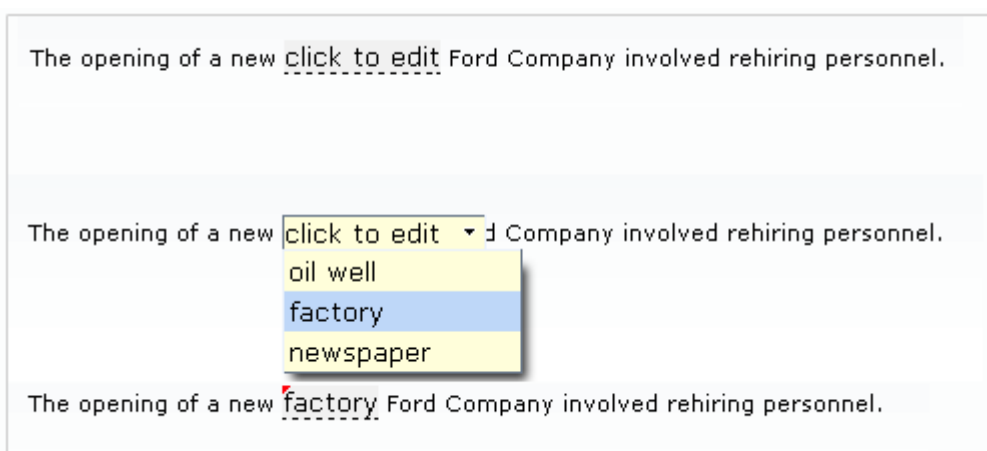 The opening of a new click to edit Ford Company involved rehiring personnel.
The opening of a new click to edit d Company involved rehiring personnel.
oil well
factory
newspaper
The opening of a new factory Ford Company involved rehiring personnel.